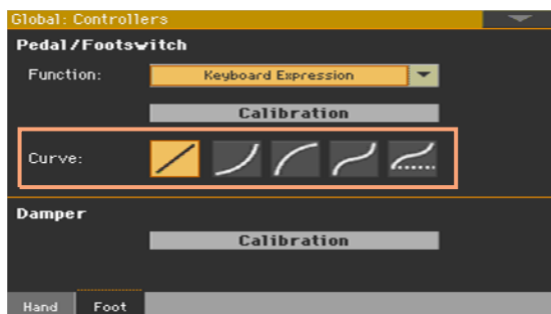 Global: Controllers
Pedal/Footswitch
Function: Keyboard Expression
Calibration
Curve:
Damper
Calibration
Hand Foot